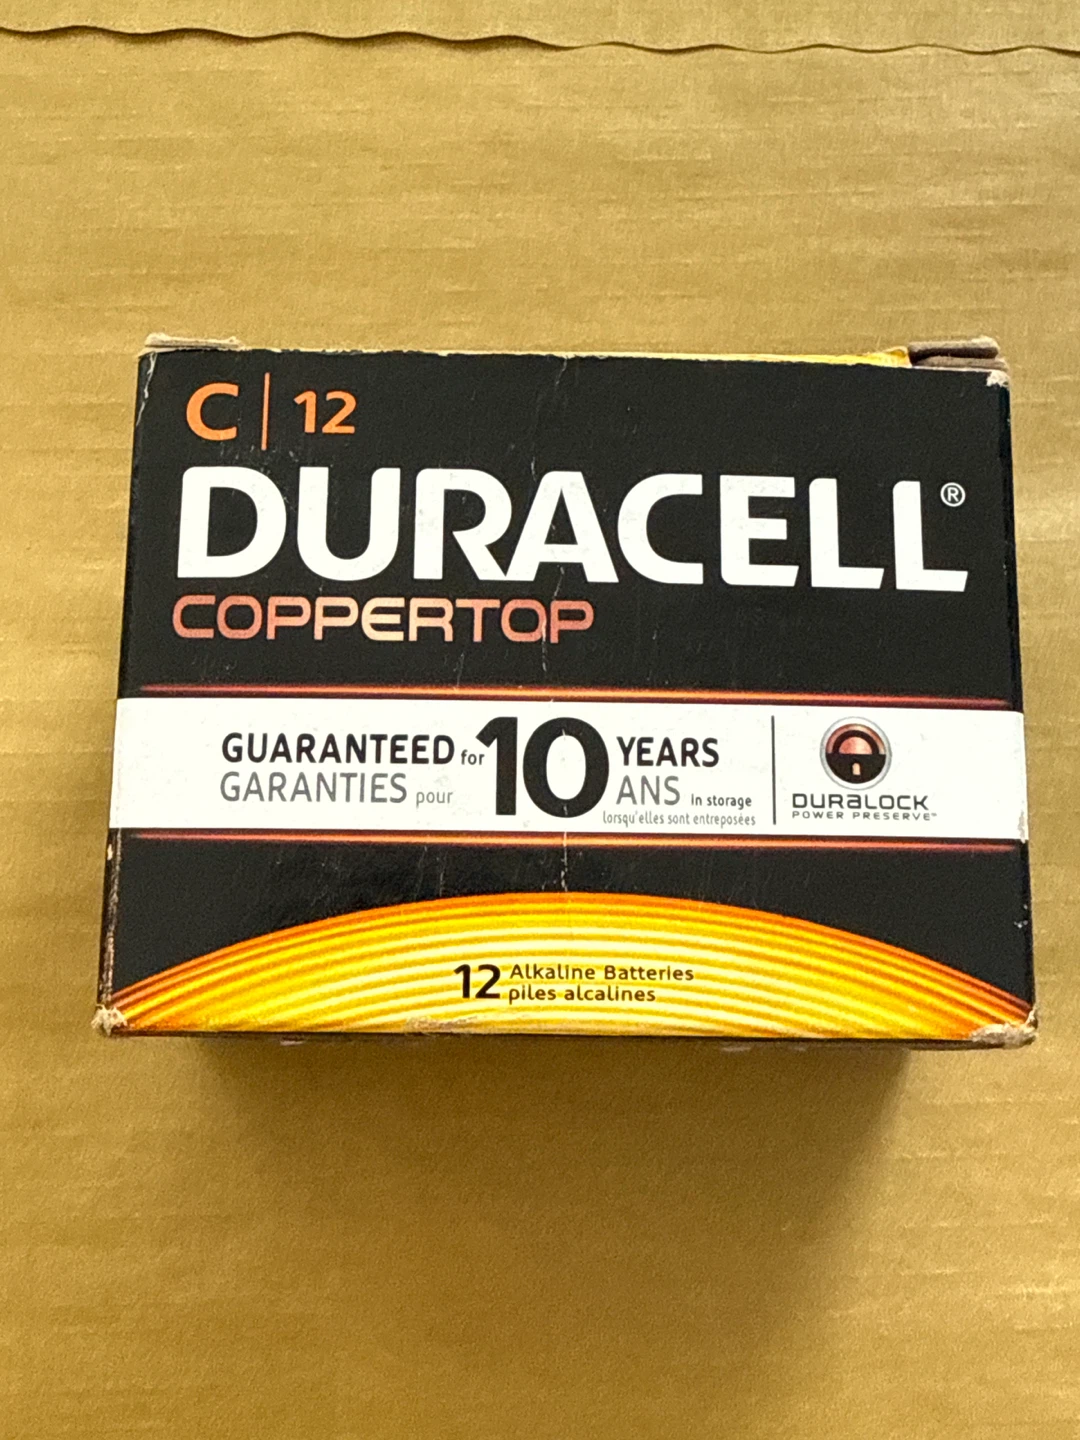 C | 12
DURACELL®
COPPERTOP
GUARANTEED for 10 YEARS
GARANTIES pour ANS in storage
lorsqu'elles sont entreposées
DURALOCK
POWER PRESERVE™
12 Alkaline Batteries
piles alcalines